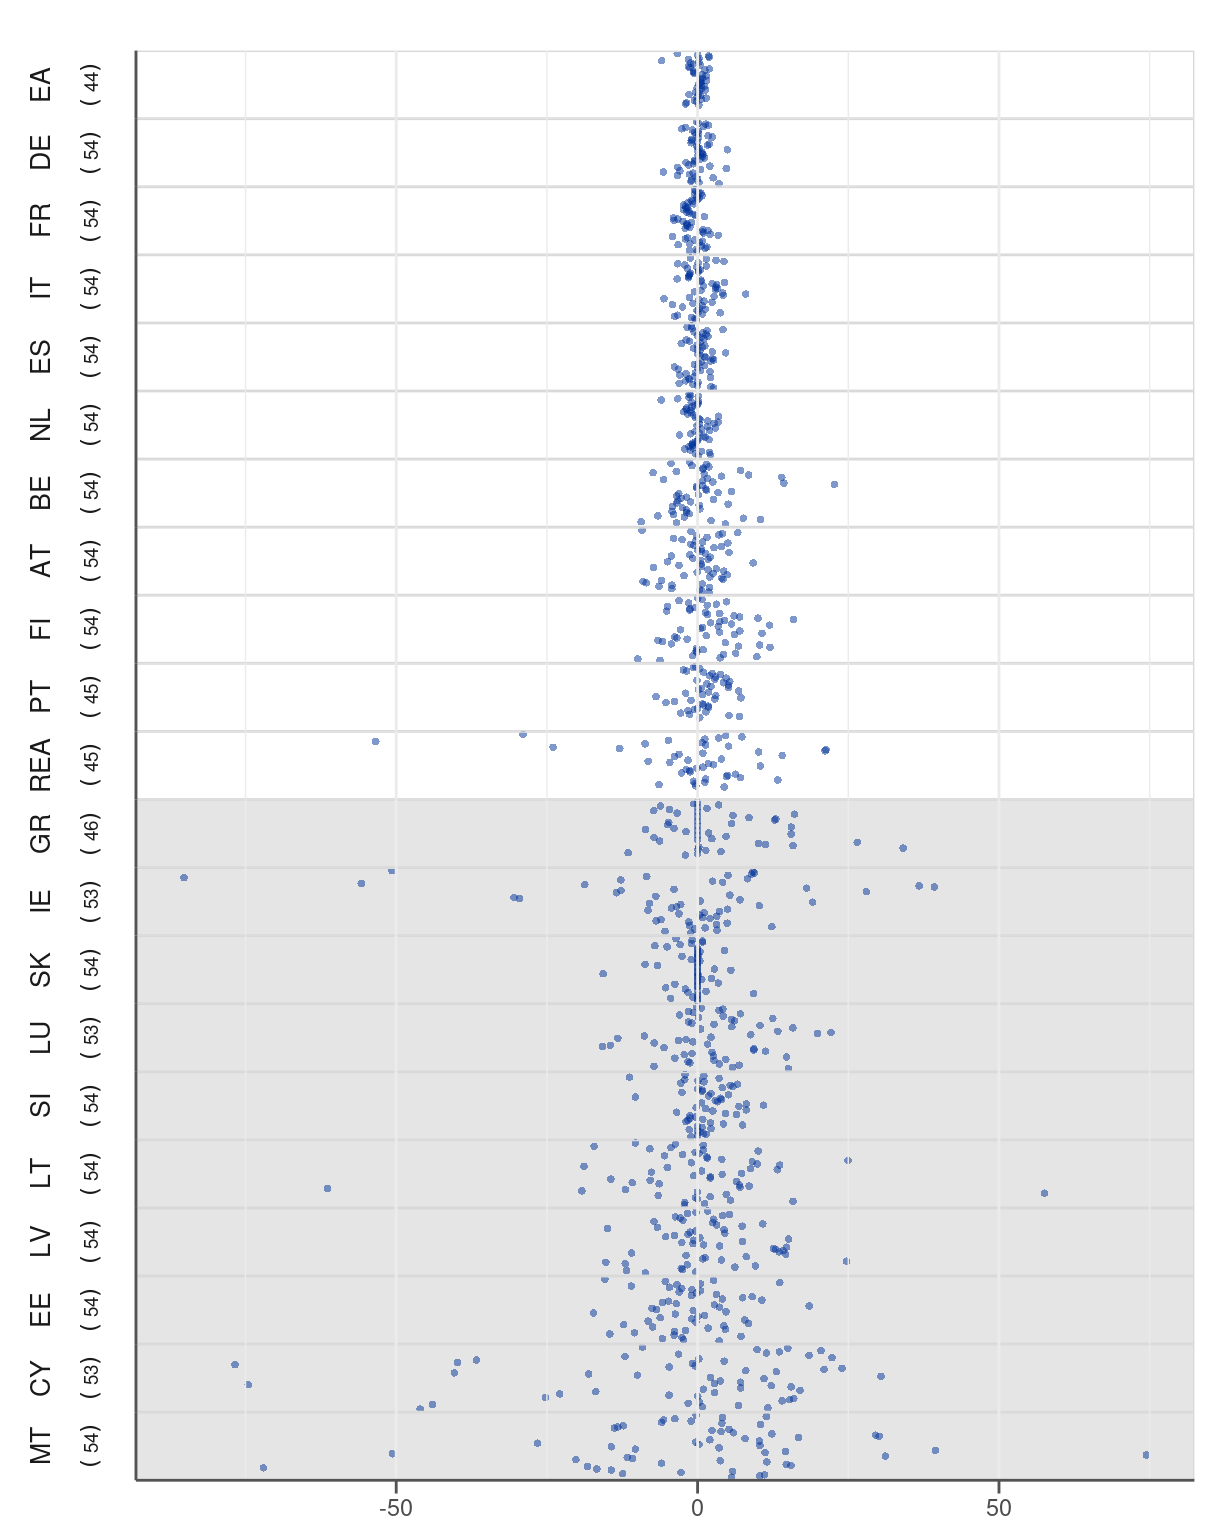 EA ( 44)
DE ( 54)
FR ( 54)
IT ( 54)
ES ( 54)
NL ( 54)
BE ( 54)
AT ( 54)
FI ( 54)
PT ( 45)
REA ( 45)
GR ( 46)
IE ( 53)
SK ( 54)
LU ( 53)
SI ( 54)
LT ( 54)
LV ( 54)
EE ( 54)
CY ( 53)
MT ( 54)
-50 0 50